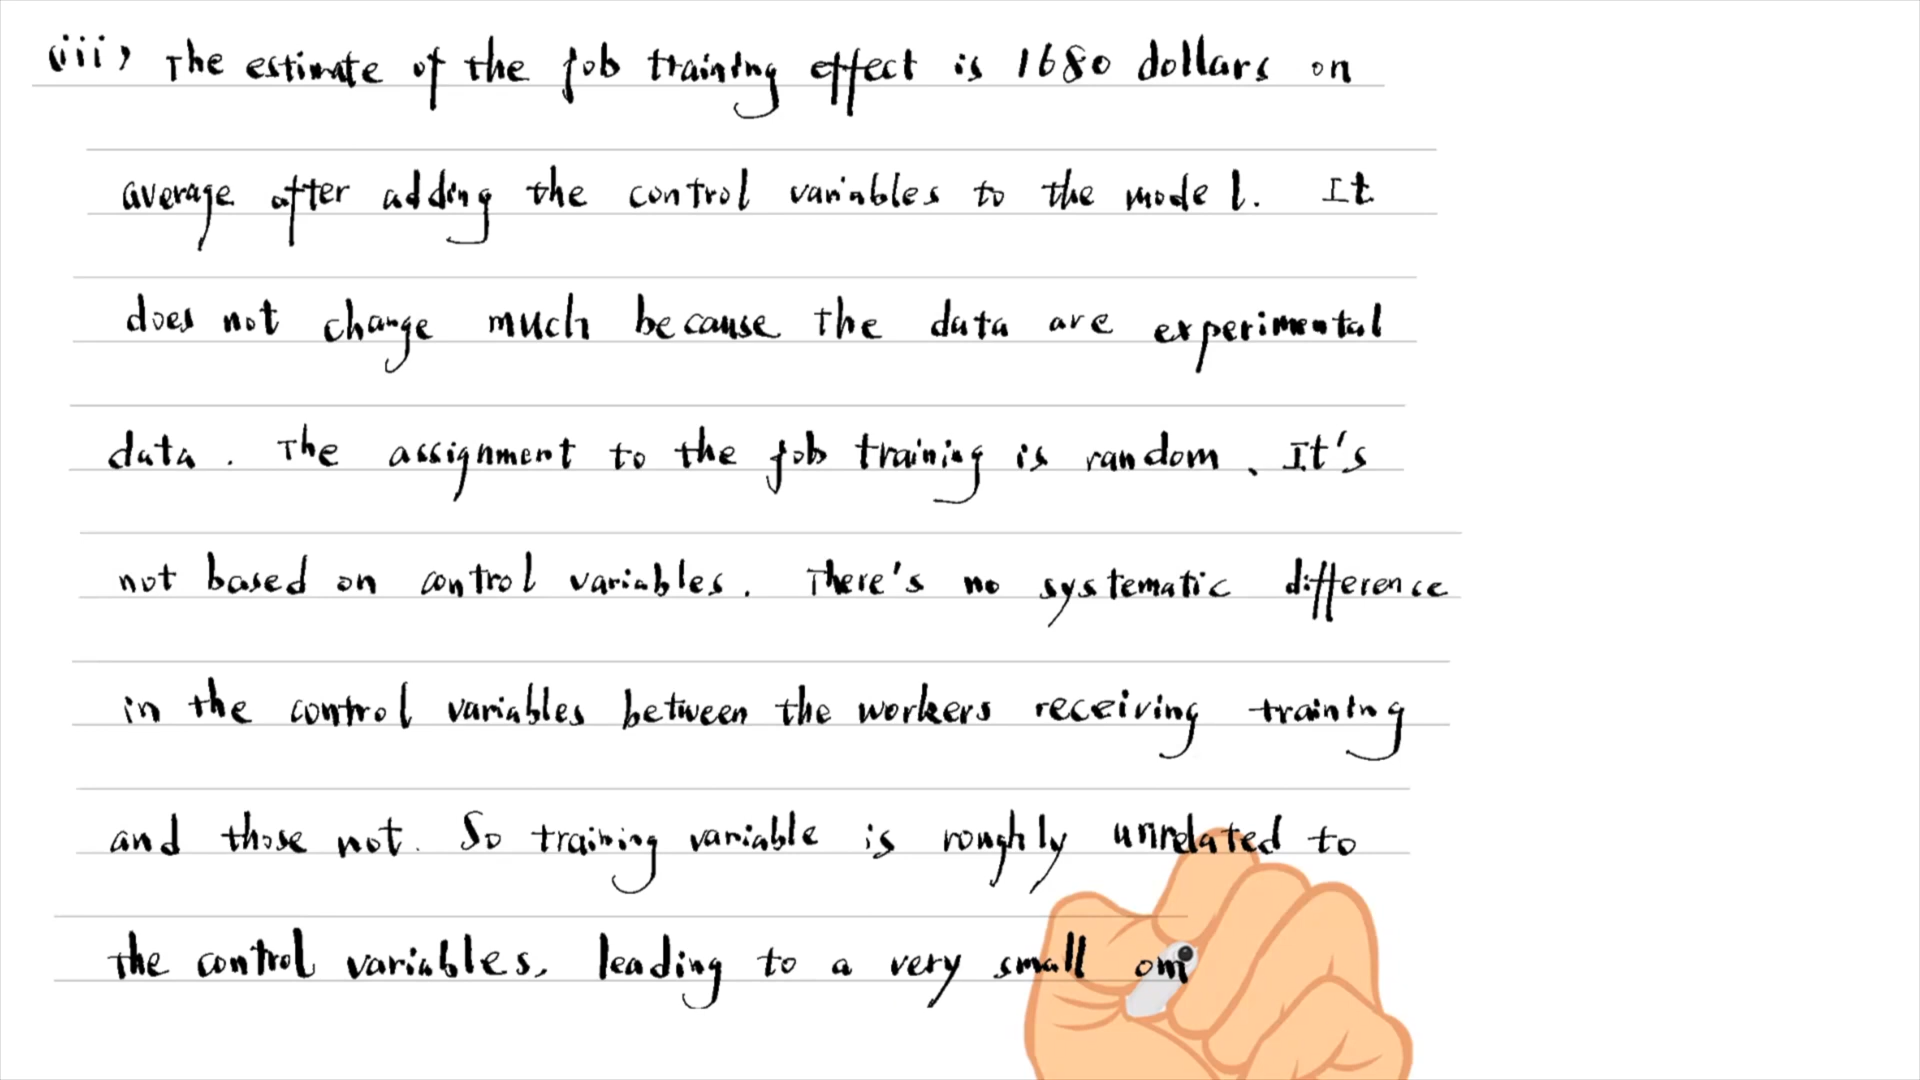 (iii) The estimate of the job training effect is 1680 dollars on
average after adding the control variables to the model. It
does not change much because the data are experimental
data. The assignment to the job training is random. It's
not based on control variables. There's no systematic difference
in the control variables between the workers receiving training
and those not. So training variable is roughly unrelated to
the control variables, leading to a very small om